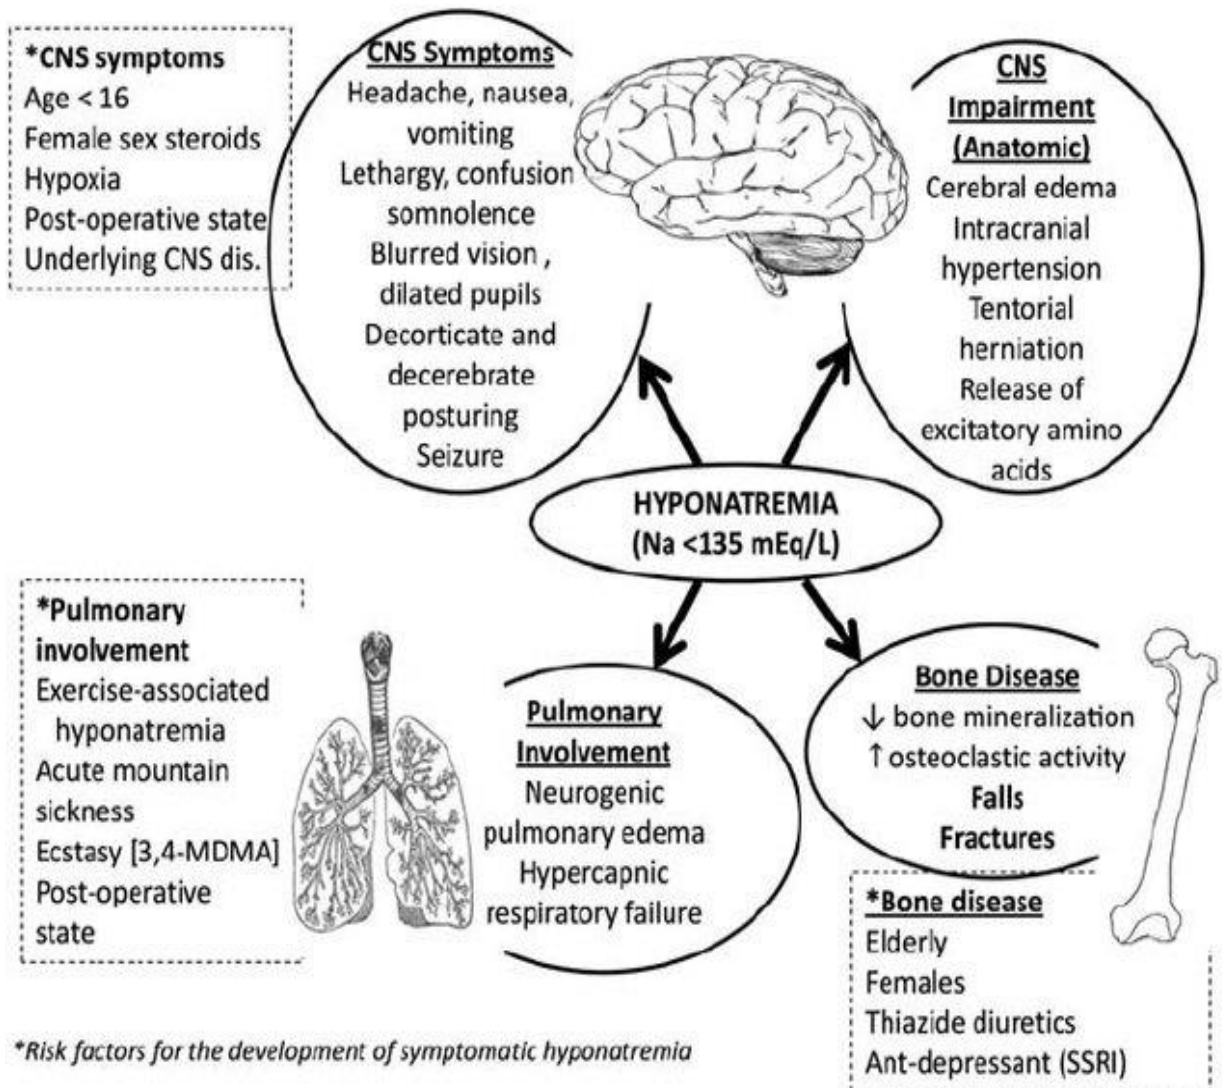 *CNS symptoms
Age < 16
Female sex steroids
Hypoxia
Post-operative state
Underlying CNS dis.
CNS Symptoms
Headache, nausea,
vomiting
Lethargy, confusion
somnolence
Blurred vision ,
dilated pupils
Decorticate and
decerebrate
posturing
Seizure
CNS
Impairment
(Anatomic)
Cerebral edema
Intracranial
hypertension
Tentorial
herniation
Release of
excitatory amino
acids
HYPONATREMIA
(Na <135 mEq/L)
*Pulmonary
involvement
Exercise-associated
hyponatremia
Acute mountain
sickness
Ecstasy [3,4-MDMA]
Post-operative
state
Pulmonary
Involvement
Neurogenic
pulmonary edema
Hypercapnic
respiratory failure
Bone Disease
↓ bone mineralization
↑ osteoclastic activity
Falls
Fractures
*Bone disease
Elderly
Females
Thiazide diuretics
Ant-depressant (SSRI)
*Risk factors for the development of symptomatic hyponatremia